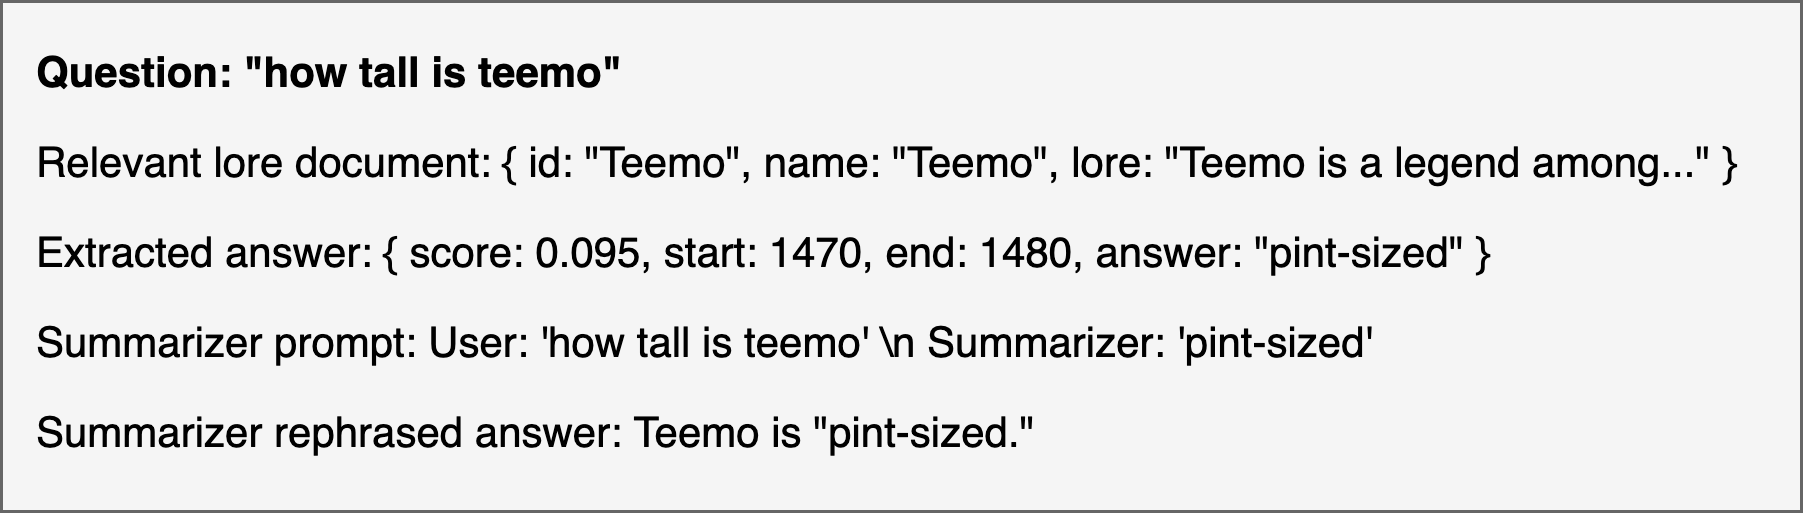 Question: "how tall is teemo"
Relevant lore document: { id: "Teemo", name: "Teemo", lore: "Teemo is a legend among..." }
Extracted answer: { score: 0.095, start: 1470, end: 1480, answer: "pint-sized" }
Summarizer prompt: User: 'how tall is teemo' \n Summarizer: 'pint-sized'
Summarizer rephrased answer: Teemo is "pint-sized."